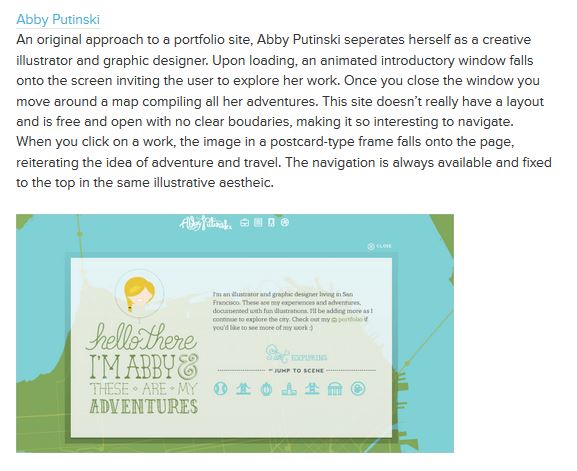 Abby Putinski
An original approach to a portfolio site, Abby Putinski seperates herself as a creative
illustrator and graphic designer. Upon loading, an animated introductory window falls
onto the screen inviting the user to explore her work. Once you close the window you
move around a map compiling all her adventures. This site doesn’t really have a layout
and is free and open with no clear boudaries, making it so interesting to navigate.
When you click on a work, the image in a postcard-type frame falls onto the page,
reiterating the idea of adventure and travel. The navigation is always available and fixed
to the top in the same illustrative aestheic.
Abby Putinski
CLOSE
I'm an illustrator and graphic designer living in San
Francisco. These are my experiences and adventures,
documented with fun illustrations. I'll be adding more as I
continue to explore the city. Check out my portfolio if
you'd like to see more of my work :)
hello there
I'M ABBY &
THESE • ARE • MY
ADVENTURES
EXPLORING
OR JUMP TO SCENE